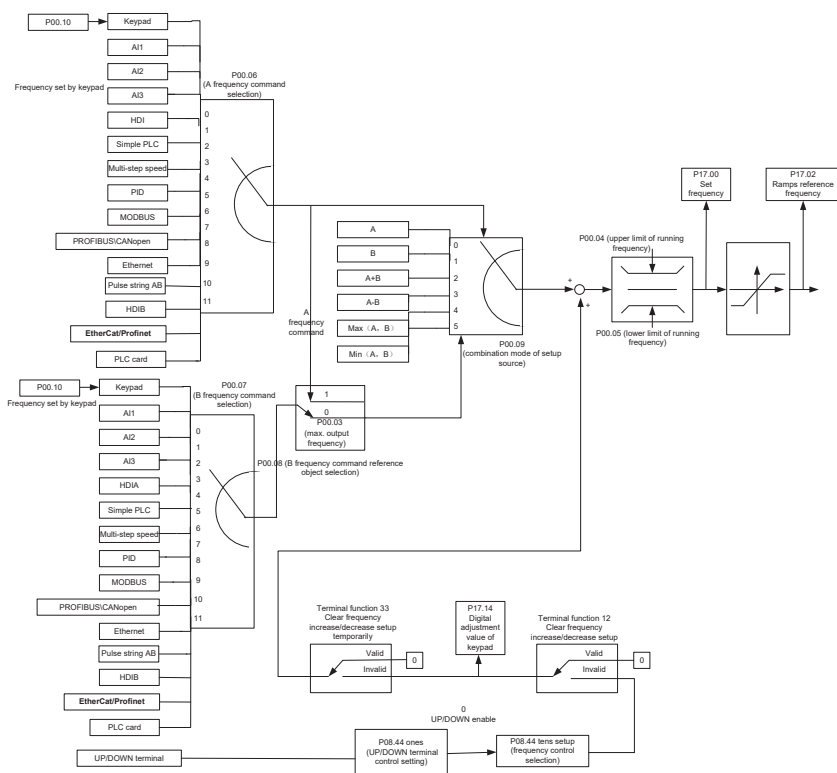 P00.10
Keypad
AI1
AI2
Frequency set by keypad
AI3
HDI
Simple PLC
Multi-step speed
PID
MODBUS
PROFIBUS\CANopen
Ethernet
Pulse string AB
HDIB
EtherCat/Profinet
PLC card
P00.06
(A frequency command
selection)
0
1
2
3
4
5
6
7
8
9
10
11
A
frequency
command
A
B
A+B
A-B
Max（A，B）
Min（A，B）
0
1
2
3
4
5
P00.09
(combination mode of setup
source)
+
+
P00.04 (upper limit of running
frequency)
P00.05 (lower limit of running
frequency)
P17.00
Set
frequency
P17.02
Ramps reference
frequency
P00.10
Frequency set by keypad
Keypad
AI1
AI2
AI3
HDIA
Simple PLC
Multi-step speed
PID
MODBUS
PROFIBUS\CANopen
Ethernet
Pulse string AB
HDIB
EtherCat/Profinet
PLC card
P00.07
(B frequency command
selection)
0
1
2
3
4
5
6
7
8
9
10
11
1
0
P00.03
(max. output
frequency)
P00.08 (B frequency command reference
object selection)
Terminal function 33
Clear frequency
increase/decrease setup
temporarily
Valid
Invalid
0
P17.14
Digital
adjustment
value of
keypad
Terminal function 12
Clear frequency
increase/decrease setup
Valid
Invalid
0
0
UP/DOWN enable
UP/DOWN terminal
P08.44 ones
(UP/DOWN terminal
control setting)
P08.44 tens setup
(frequency control
selection)